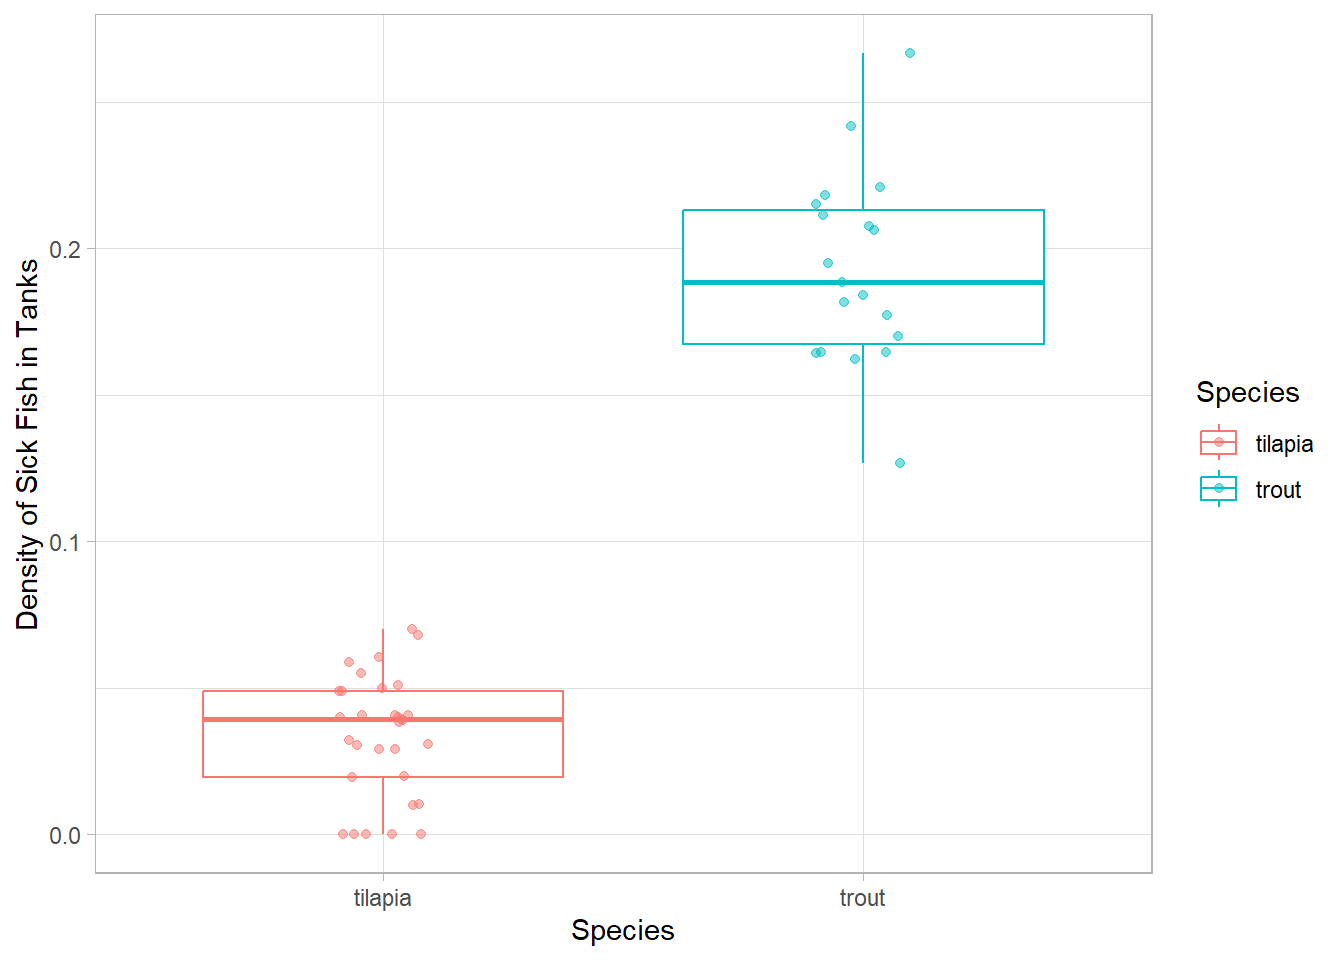 Density of Sick Fish in Tanks
0.2
0.1
0.0
tilapia
trout
Species
Species
tilapia
trout